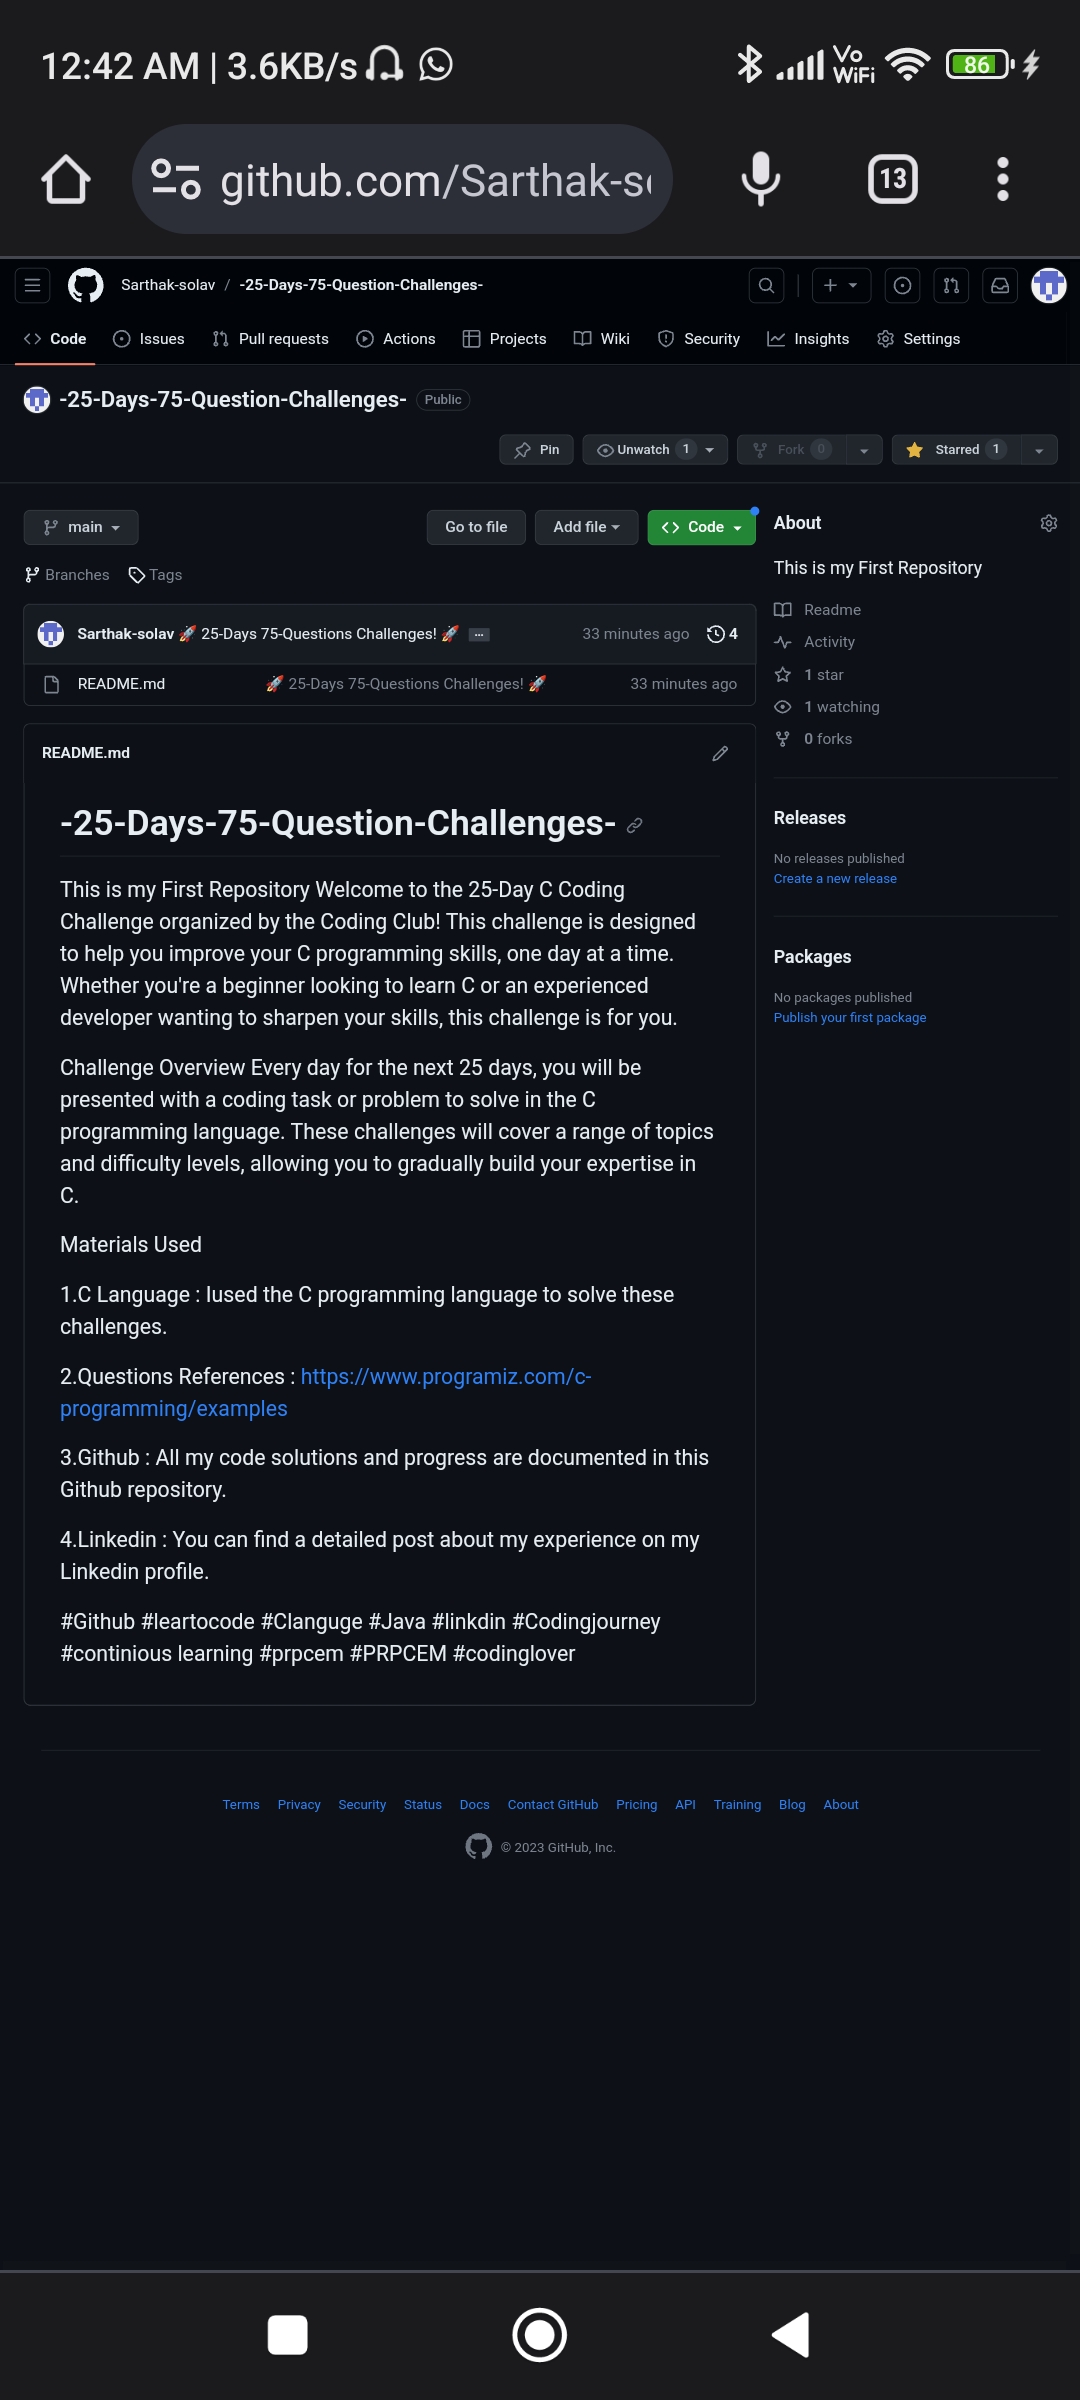 12:42 AM | 3.6KB/s
Vo WiFi
86
github.com/Sarthak-s
13
Sarthak-solav / -25-Days-75-Question-Challenges-
Code Issues Pull requests Actions Projects Wiki Security Insights Settings
-25-Days-75-Question-Challenges- Public
Pin Unwatch 1 Fork 0 Starred 1
main Go to file Add file Code
Branches Tags
Sarthak-solav 🚀 25-Days 75-Questions Challenges! 🚀 ... 33 minutes ago 4
README.md 🚀 25-Days 75-Questions Challenges! 🚀 33 minutes ago
README.md
-25-Days-75-Question-Challenges-
This is my First Repository Welcome to the 25-Day C Coding
Challenge organized by the Coding Club! This challenge is designed
to help you improve your C programming skills, one day at a time.
Whether you're a beginner looking to learn C or an experienced
developer wanting to sharpen your skills, this challenge is for you.
Challenge Overview Every day for the next 25 days, you will be
presented with a coding task or problem to solve in the C
programming language. These challenges will cover a range of topics
and difficulty levels, allowing you to gradually build your expertise in
C.
Materials Used
1.C Language : Iused the C programming language to solve these
challenges.
2.Questions References : https://www.programiz.com/c-
programming/examples
3.Github : All my code solutions and progress are documented in this
Github repository.
4.Linkedin : You can find a detailed post about my experience on my
Linkedin profile.
#Github #leartocode #Clanguge #Java #linkdin #Codingjourney
#continious learning #prpcem #PRPCEM #codinglover
About
This is my First Repository
Readme
Activity
1 star
1 watching
0 forks
Releases
No releases published
Create a new release
Packages
No packages published
Publish your first package
Terms Privacy Security Status Docs Contact GitHub Pricing API Training Blog About
© 2023 GitHub, Inc.